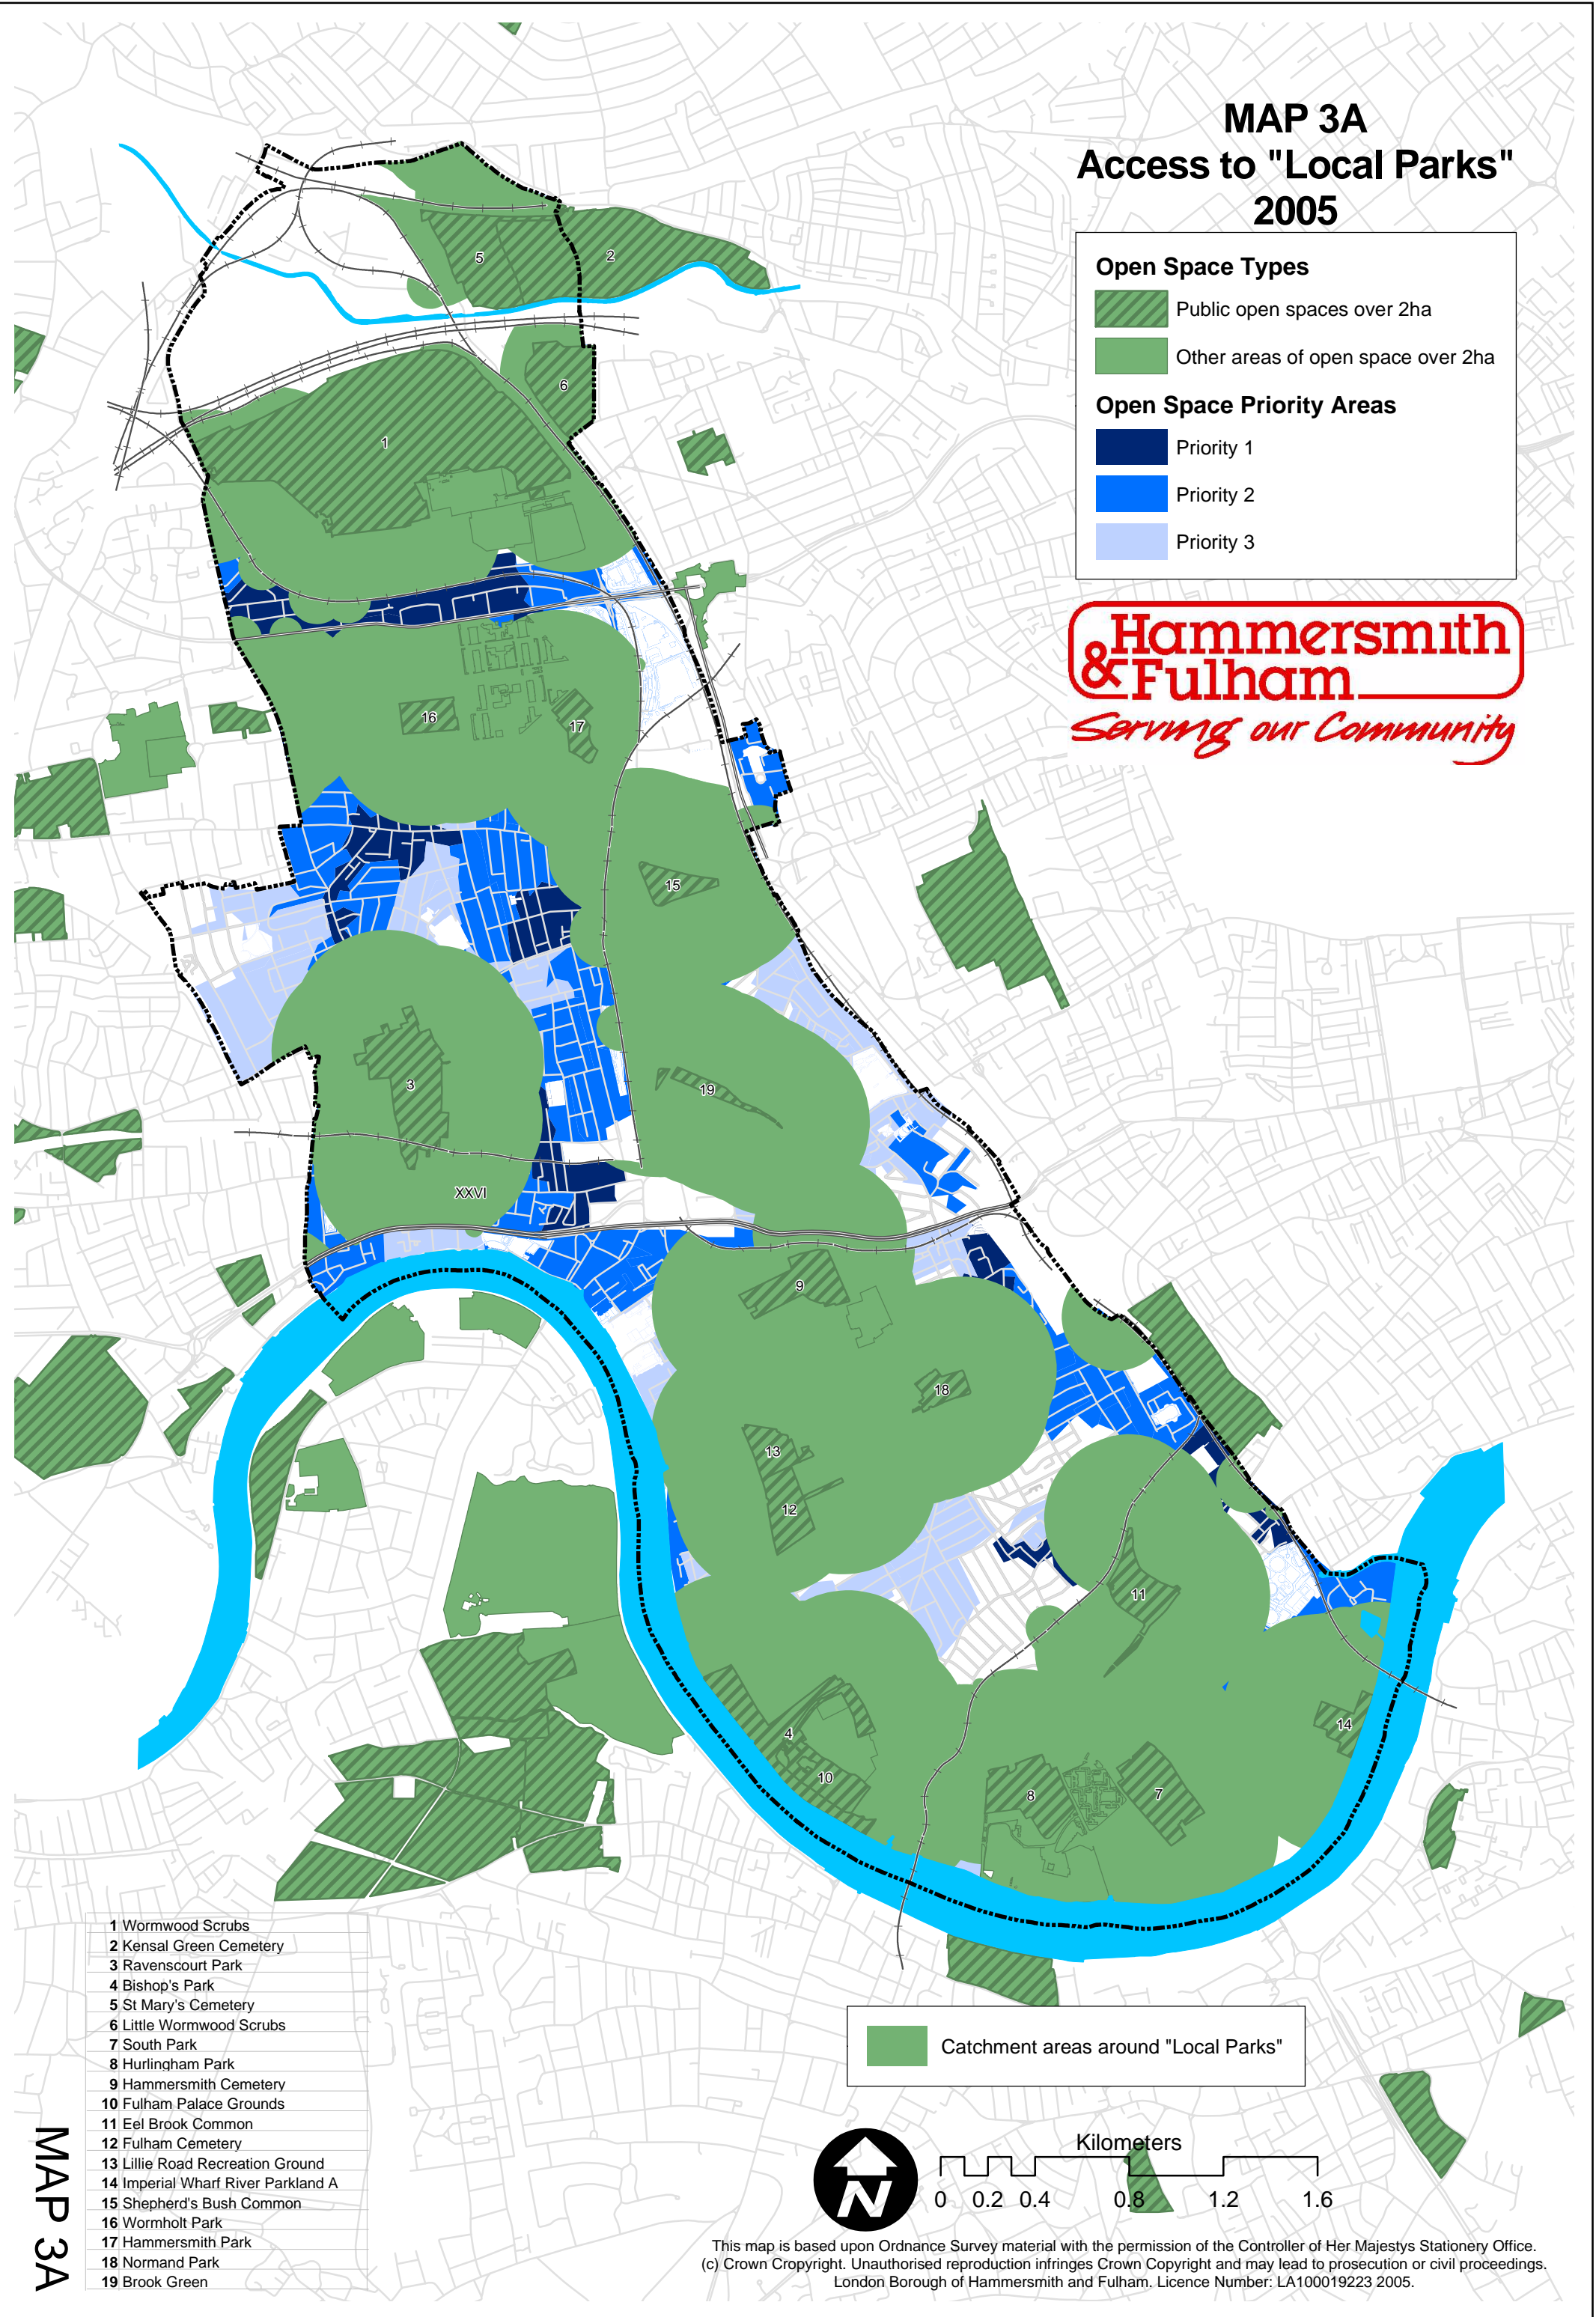 MAP 3A
Access to "Local Parks"
2005
Open Space Types
Public open spaces over 2ha
Other areas of open space over 2ha
Open Space Priority Areas
Priority 1
Priority 2
Priority 3
Hammersmith
& Fulham
Serving our Community
5
2
6
1
16
17
15
3
19
XXVI
9
18
13
12
11
4
10
8
7
14
1 Wormwood Scrubs
2 Kensal Green Cemetery
3 Ravenscourt Park
4 Bishop's Park
5 St Mary's Cemetery
6 Little Wormwood Scrubs
7 South Park
8 Hurlingham Park
9 Hammersmith Cemetery
10 Fulham Palace Grounds
11 Eel Brook Common
12 Fulham Cemetery
13 Lillie Road Recreation Ground
14 Imperial Wharf River Parkland A
15 Shepherd's Bush Common
16 Wormholt Park
17 Hammersmith Park
18 Normand Park
19 Brook Green
MAP 3A
Catchment areas around "Local Parks"
N
Kilometers
0 0.2 0.4 0.8 1.2 1.6
This map is based upon Ordnance Survey material with the permission of the Controller of Her Majestys Stationery Office.
(c) Crown Cropyright. Unauthorised reproduction infringes Crown Copyright and may lead to prosecution or civil proceedings.
London Borough of Hammersmith and Fulham. Licence Number: LA100019223 2005.